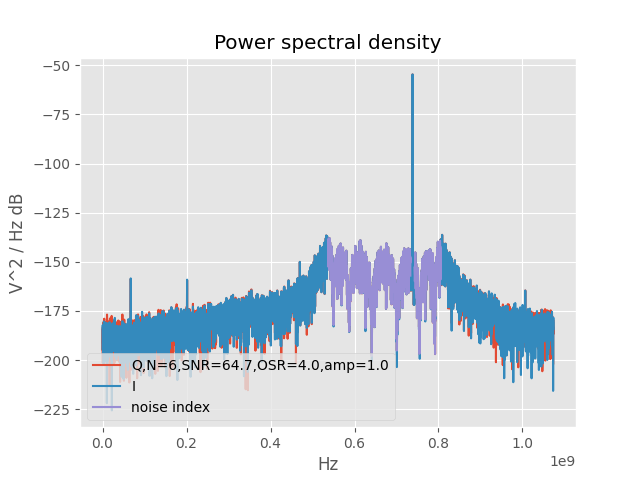 Power spectral density
V^2 / Hz dB
−50
−75
−100
−125
−150
−175
−200
−225
Q,N=6,SNR=64.7,OSR=4.0,amp=1.0
I
noise index
0.0 0.2 0.4 0.6 0.8 1.0
1e9
Hz